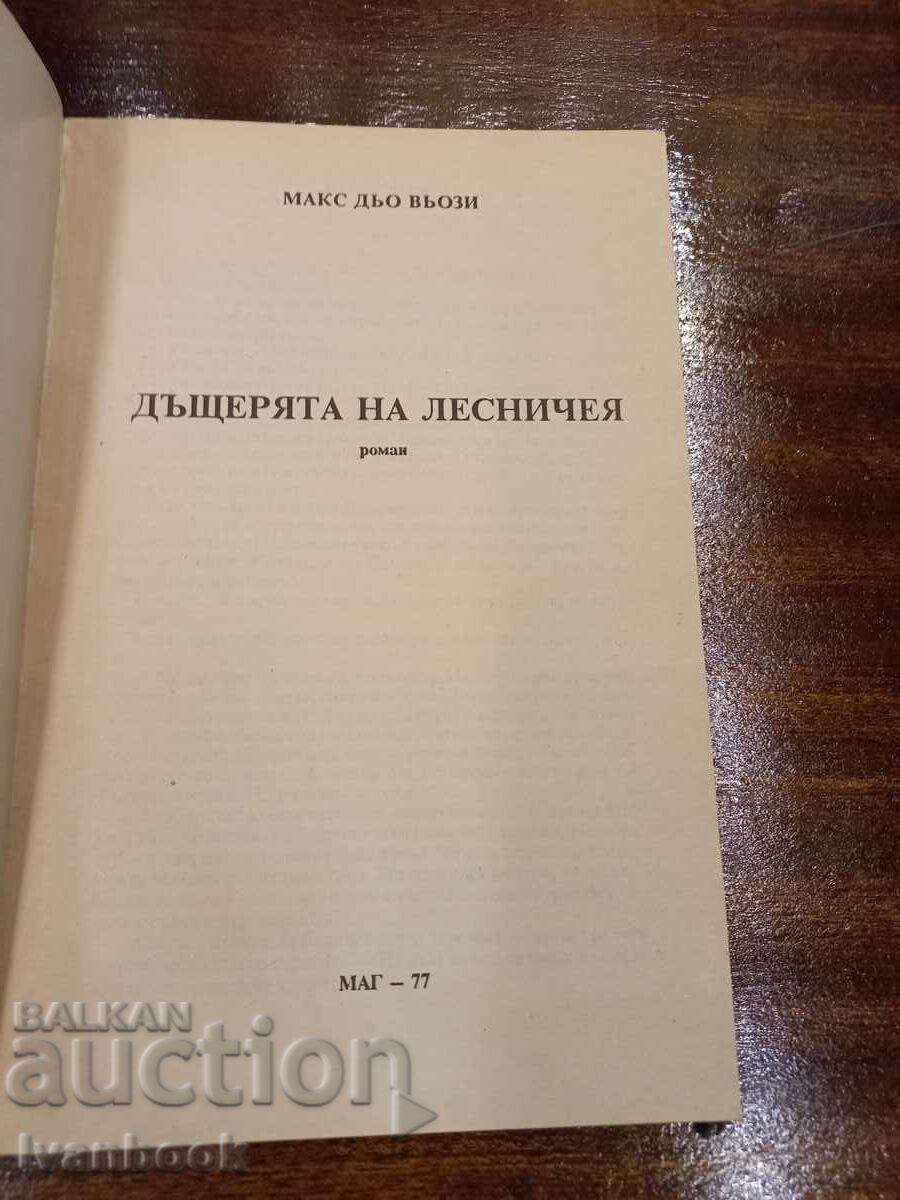 МАКС ДЬО ВЬОЗИ
ДЪЩЕРЯТА НА ЛЕСНИЧЕЯ
роман
МАГ – 77
BALKAN
auction
Ivanbook